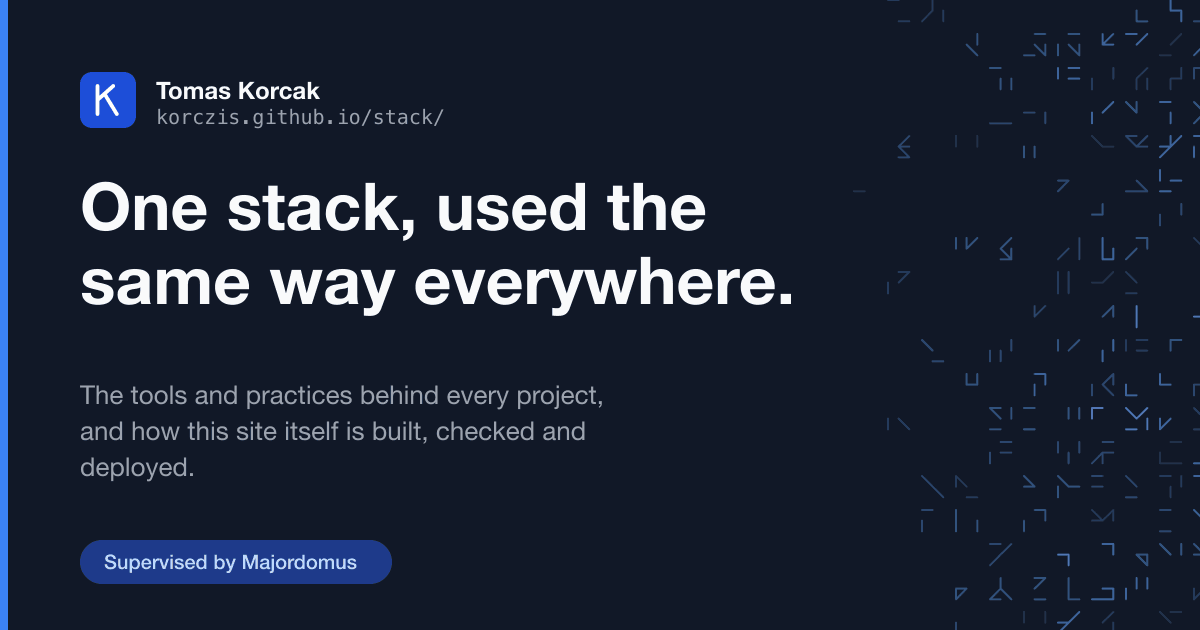 K
Tomas Korcak
korczis.github.io/stack/
One stack, used the
same way everywhere.
The tools and practices behind every project,
and how this site itself is built, checked and
deployed.
Supervised by Majordomus